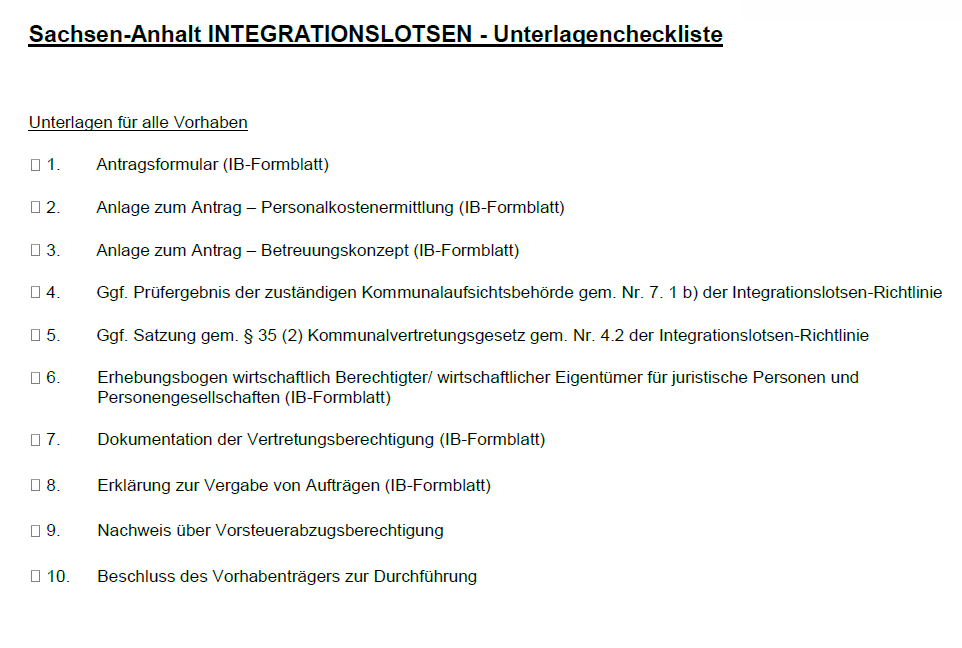 Sachsen-Anhalt INTEGRATIONSLOTSEN - Unterlagencheckliste
Unterlagen für alle Vorhaben
☐ 1. Antragsformular (IB-Formblatt)
☐ 2. Anlage zum Antrag – Personalkostenermittlung (IB-Formblatt)
☐ 3. Anlage zum Antrag – Betreuungskonzept (IB-Formblatt)
☐ 4. Ggf. Prüfergebnis der zuständigen Kommunalaufsichtsbehörde gem. Nr. 7. 1 b) der Integrationslotsen-Richtlinie
☐ 5. Ggf. Satzung gem. § 35 (2) Kommunalvertretungsgesetz gem. Nr. 4.2 der Integrationslotsen-Richtlinie
☐ 6. Erhebungsbogen wirtschaftlich Berechtigter/ wirtschaftlicher Eigentümer für juristische Personen und
Personengesellschaften (IB-Formblatt)
☐ 7. Dokumentation der Vertretungsberechtigung (IB-Formblatt)
☐ 8. Erklärung zur Vergabe von Aufträgen (IB-Formblatt)
☐ 9. Nachweis über Vorsteuerabzugsberechtigung
☐ 10. Beschluss des Vorhabenträgers zur Durchführung